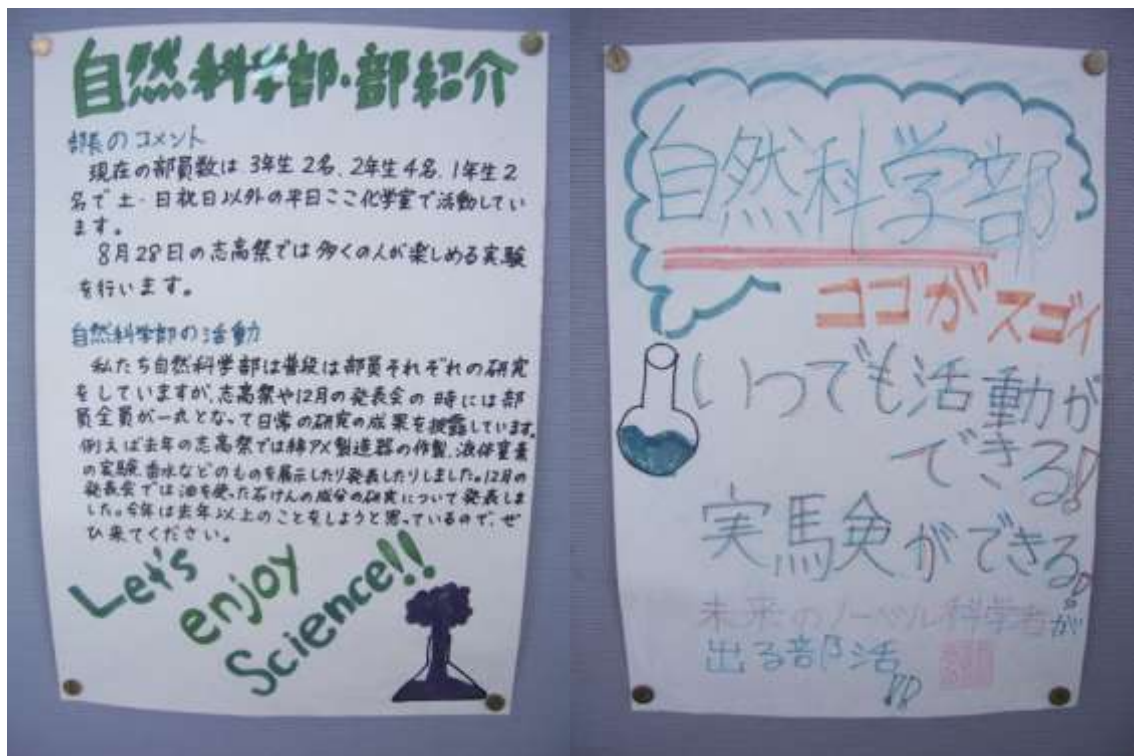 自然科学部・部紹介
部長のコメント
現在の部員数は 3年生2名、2年生4名、1年生2
名で土・日祝日以外の平日ここ化学室で活動してい
ます。
8月28日の志高祭では多くの人が楽しめる実験
を行います。
自然科学部の活動
私たち自然科学部は普段は部員それぞれの研究
をしていますが、志高祭や12月の発表会の時には部
員全員が一丸となって日常の研究の成果を披露しています。
例えば去年の志高祭では綿アメ製造器の作製、液体窒素
の実験、香水などのものを展示したり発表したりしました。12月の
発表会では油を使った石けんの成分の研究について発表しま
した。今年は去年以上のことをしようと思っているので、ぜ
ひ来てください。
Let's
enjoy
Science!!
自然科学部
ココがスゴイ
いつでも活動が
できる!
実験ができる!
未来のノーベル科学者が
出る部活!!